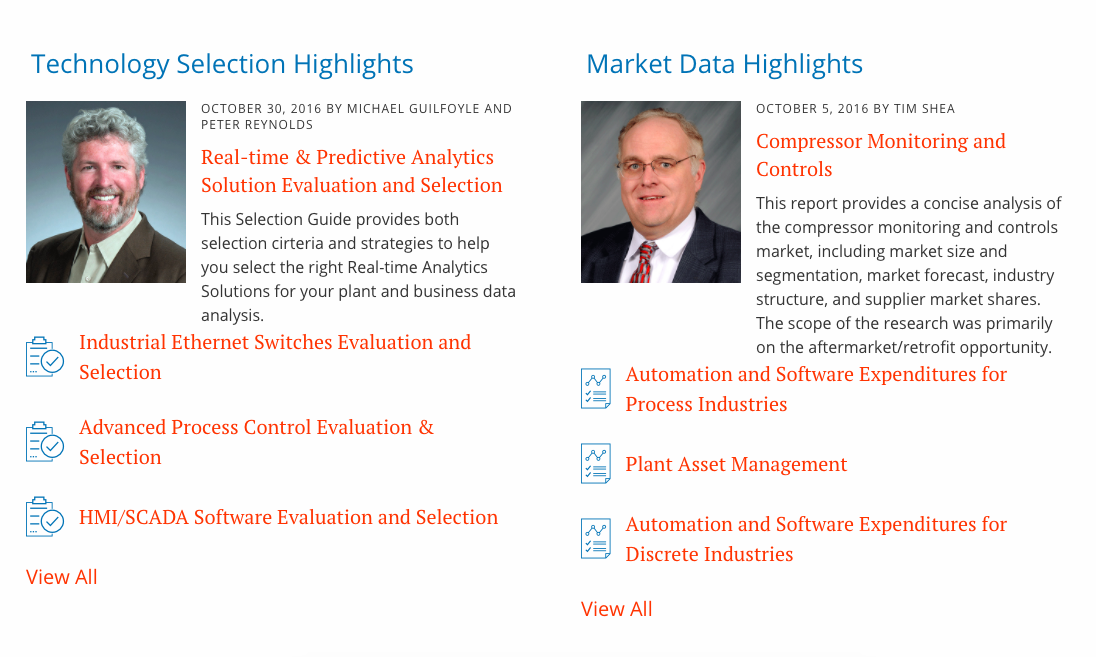 Technology Selection Highlights
OCTOBER 30, 2016 BY MICHAEL GUILFOYLE AND
PETER REYNOLDS
Real-time & Predictive Analytics
Solution Evaluation and Selection
This Selection Guide provides both
selection cirteria and strategies to help
you select the right Real-time Analytics
Solutions for your plant and business data
analysis.
Industrial Ethernet Switches Evaluation and
Selection
Advanced Process Control Evaluation &
Selection
HMI/SCADA Software Evaluation and Selection
View All
Market Data Highlights
OCTOBER 5, 2016 BY TIM SHEA
Compressor Monitoring and
Controls
This report provides a concise analysis of
the compressor monitoring and controls
market, including market size and
segmentation, market forecast, industry
structure, and supplier market shares.
The scope of the research was primarily
on the aftermarket/retrofit opportunity.
Automation and Software Expenditures for
Process Industries
Plant Asset Management
Automation and Software Expenditures for
Discrete Industries
View All